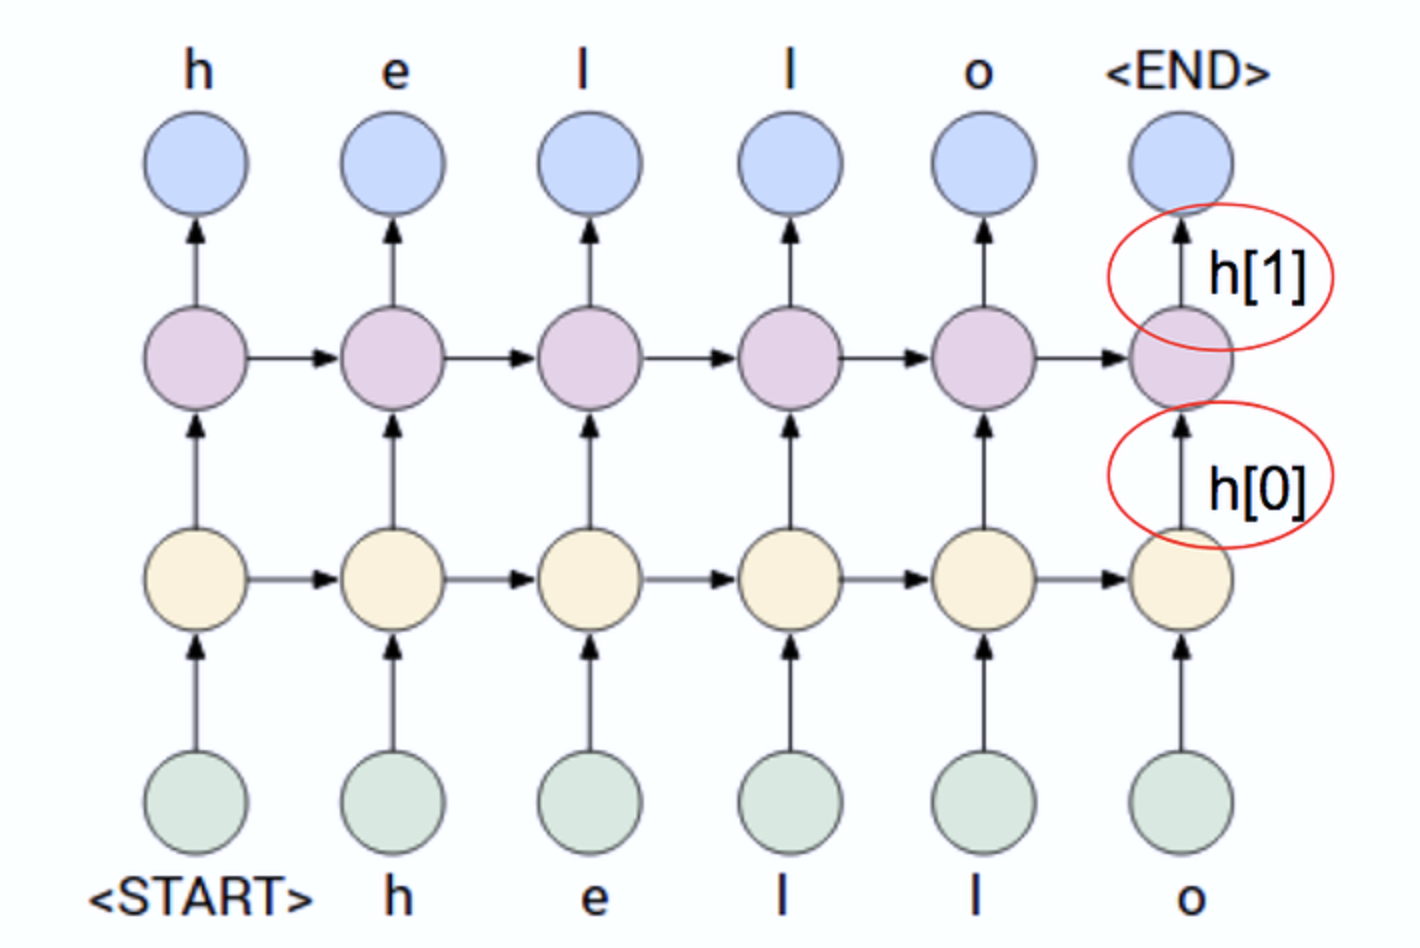 h e l l o <END>
h[1]
h[0]
<START> h e l l o